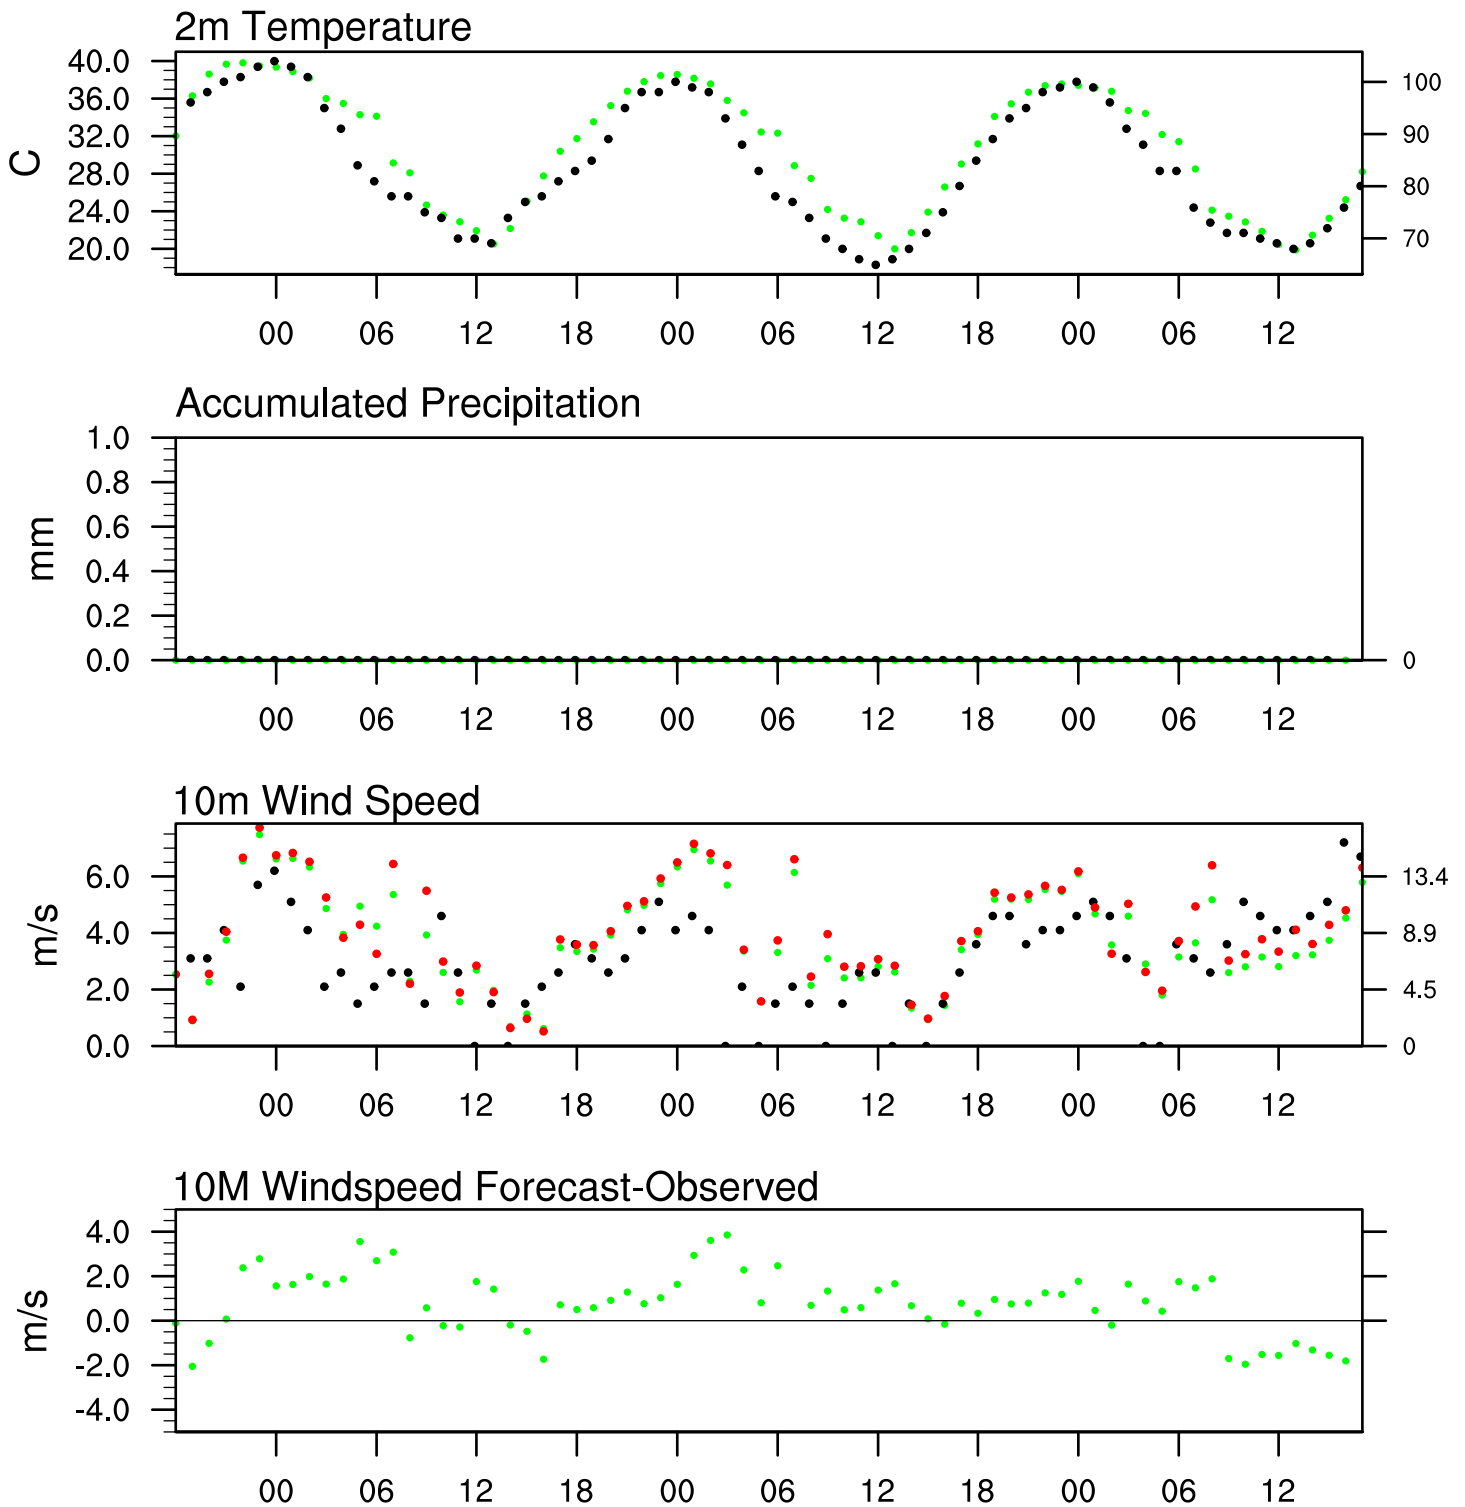 2m Temperature
C
40.0
36.0
32.0
28.0
24.0
20.0
100
90
80
70
00 06 12 18 00 06 12 18 00 06 12
Accumulated Precipitation
mm
1.0
0.8
0.6
0.4
0.2
0.0
0
00 06 12 18 00 06 12 18 00 06 12
10m Wind Speed
m/s
6.0
4.0
2.0
0.0
13.4
8.9
4.5
0
00 06 12 18 00 06 12 18 00 06 12
10M Windspeed Forecast-Observed
m/s
4.0
2.0
0.0
-2.0
-4.0
00 06 12 18 00 06 12 18 00 06 12